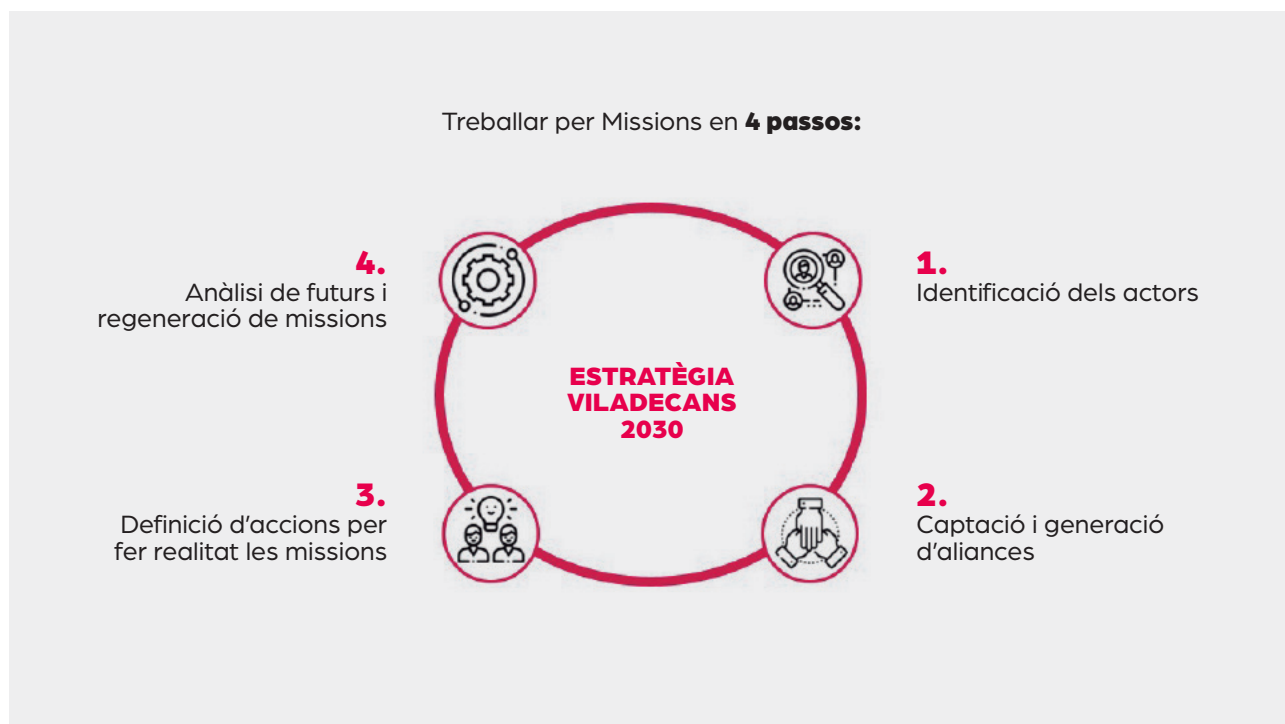 Treballar per Missions en 4 passos:
1.
Identificació dels actors
2.
Captació i generació
d'aliances
3.
Definició d'accions per
fer realitat les missions
4.
Anàlisi de futurs i
regeneració de missions
ESTRATÈGIA
VILADECANS
2030